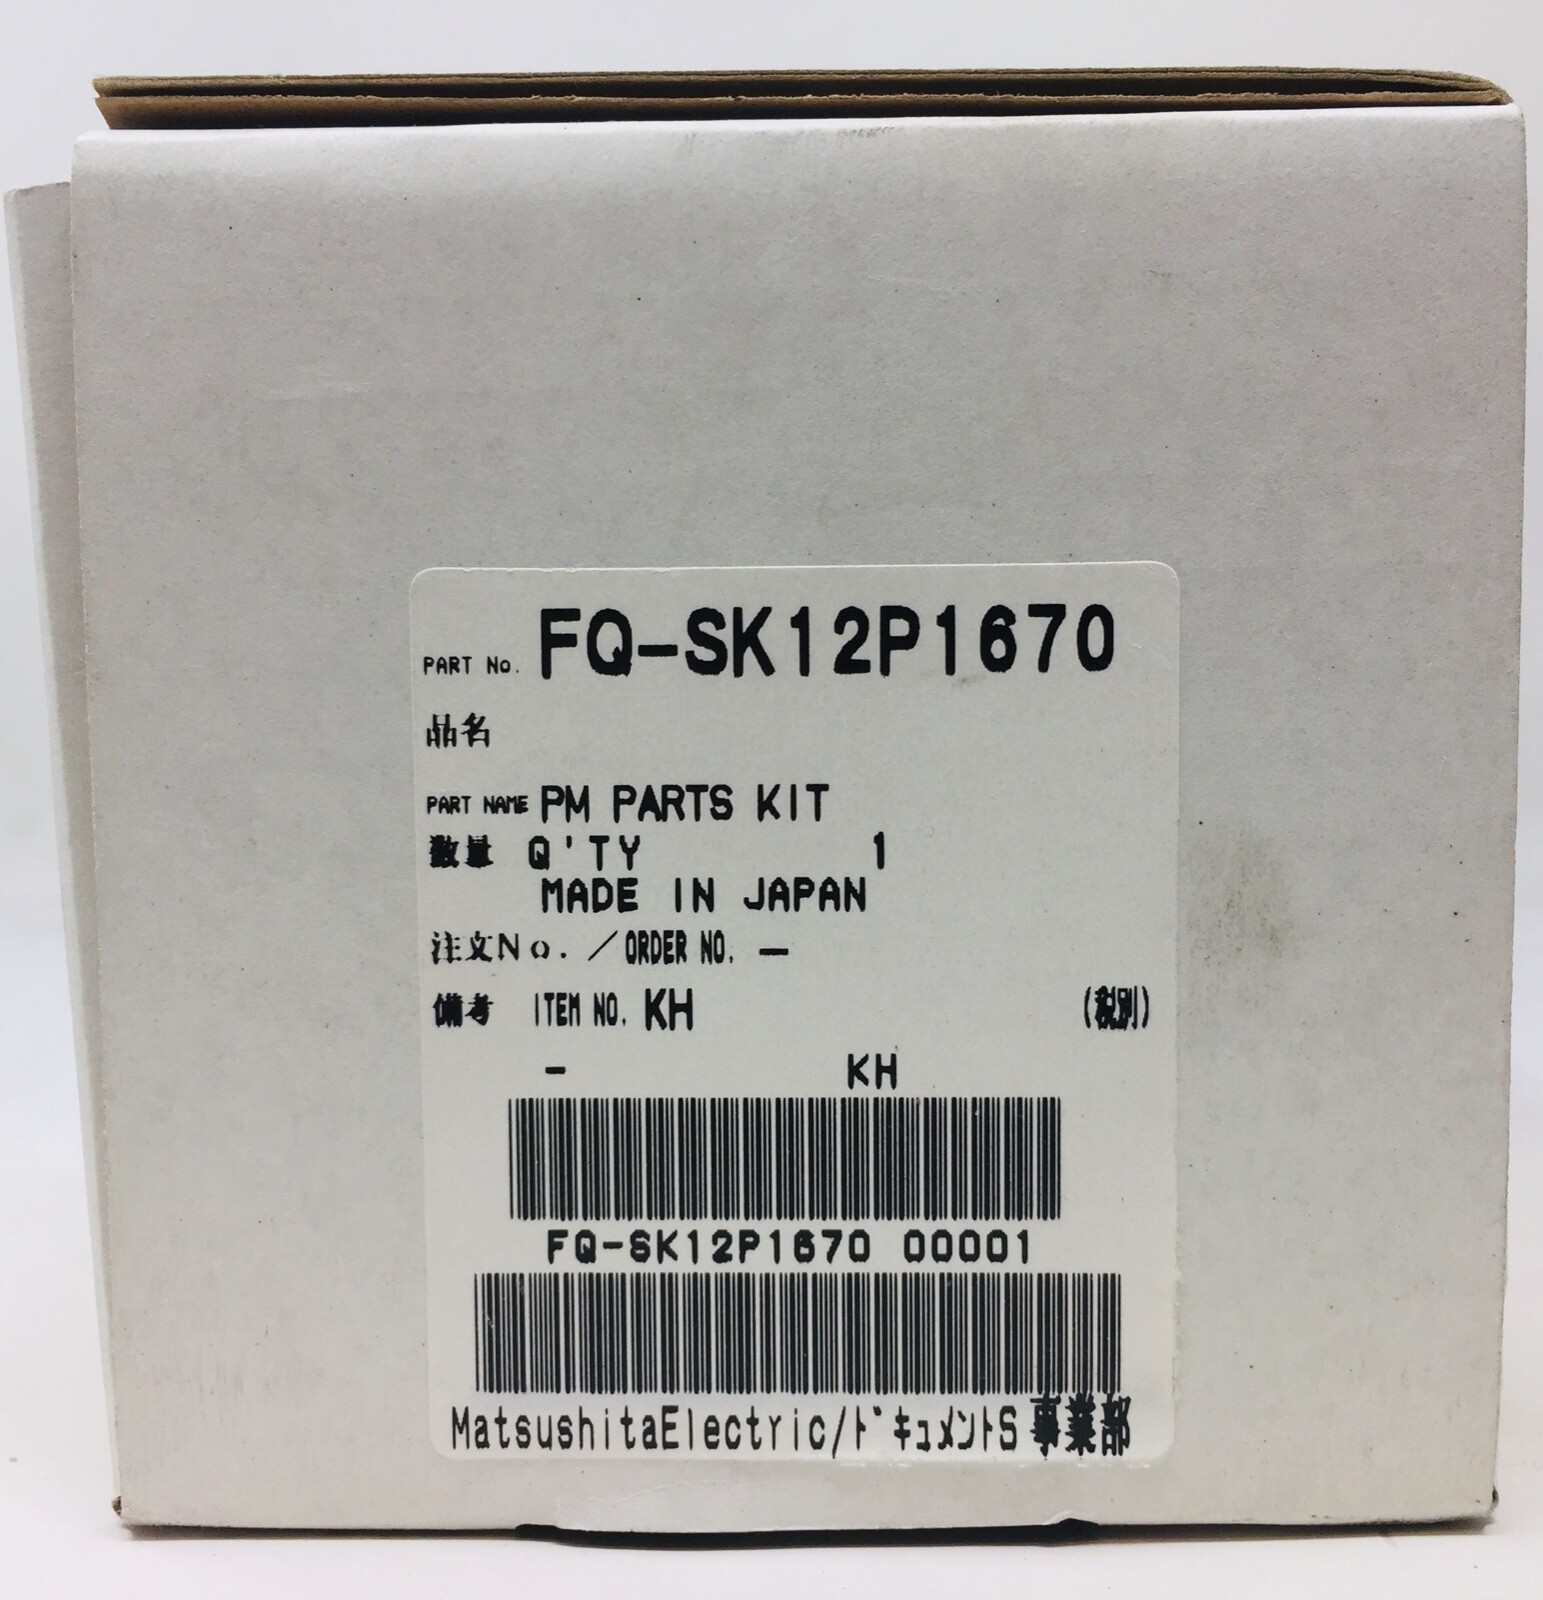 PART No. FQ-SK12P1670
品名
PART NAME PM PARTS KIT
数量 Q'TY 1
MADE IN JAPAN
注文No. ／ORDER NO. —
備考 ITEM NO. KH (税別)
- KH
FQ-SK12P1670 00001
MatsushitaElectric/ﾄﾞｷｭﾒﾝﾄS 事業部